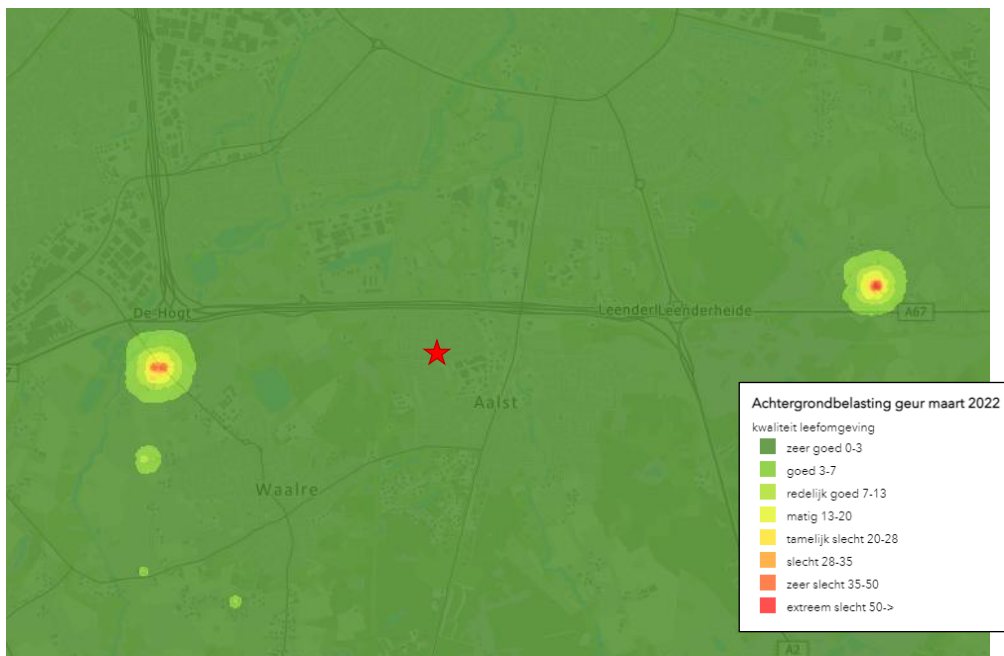 De Hogt
Leenderheide
A67
Aalst
Waalre
Achtergrondbelasting geur maart 2022
kwaliteit leefomgeving
zeer goed 0-3
goed 3-7
redelijk goed 7-13
matig 13-20
tamelijk slecht 20-28
slecht 28-35
zeer slecht 35-50
extreem slecht 50->
A2